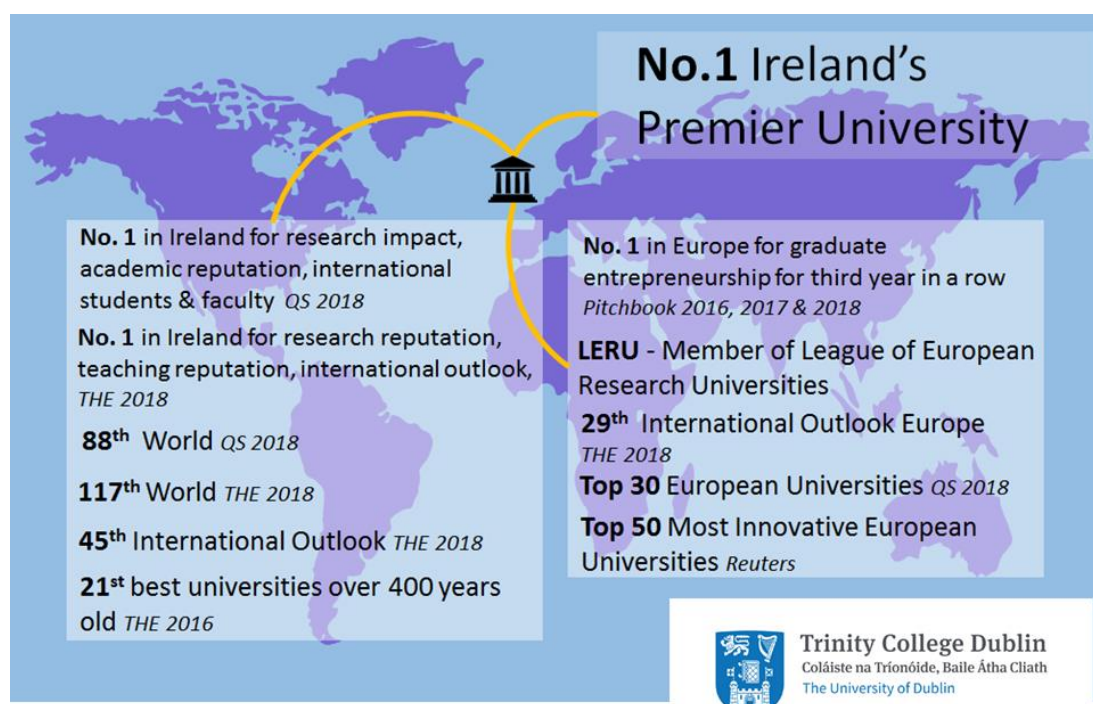 No.1 Ireland's
Premier University
No. 1 in Ireland for research impact,
academic reputation, international
students & faculty QS 2018
No. 1 in Ireland for research reputation,
teaching reputation, international outlook,
THE 2018
88th World QS 2018
117th World THE 2018
45th International Outlook THE 2018
21st best universities over 400 years
old THE 2016
No. 1 in Europe for graduate
entrepreneurship for third year in a row
Pitchbook 2016, 2017 & 2018
LERU - Member of League of European
Research Universities
29th International Outlook Europe
THE 2018
Top 30 European Universities QS 2018
Top 50 Most Innovative European
Universities Reuters
Trinity College Dublin
Coláiste na Tríonóide, Baile Átha Cliath
The University of Dublin